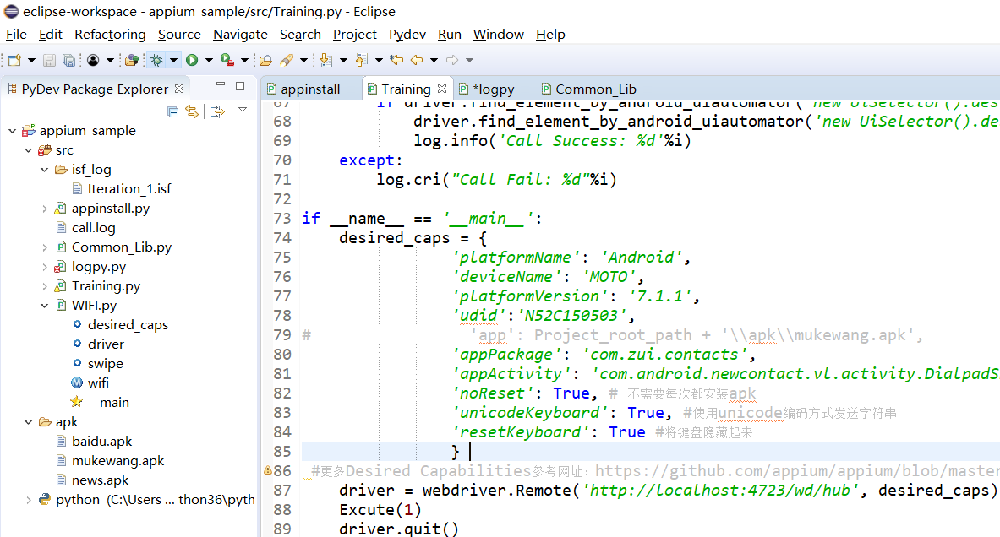 eclipse-workspace - appium_sample/src/Training.py - Eclipse
File Edit Refactoring Source Navigate Search Project Pydev Run Window Help
PyDev Package Explorer
appium_sample
src
isf_log
Iteration_1.isf
appinstall.py
call.log
Common_Lib.py
logpy.py
Training.py
WIFI.py
desired_caps
driver
swipe
wifi
__main__
apk
baidu.apk
mukewang.apk
news.apk
python (C:\Users ... thon36\pyth
appinstall Training *logpy Common_Lib
67 if driver.find_element_by_android_uiautomator('new UiSelector().des
68 driver.find_element_by_android_uiautomator('new UiSelector().de
69 log.info('Call Success: %d'%i)
70 except:
71 log.cri("Call Fail: %d"%i)
72
73 if __name__ == '__main__':
74 desired_caps = {
75 'platformName': 'Android',
76 'deviceName': 'MOTO',
77 'platformVersion': '7.1.1',
78 'udid':'N52C150503',
79 # 'app': Project_root_path + '\\apk\\mukewang.apk',
80 'appPackage': 'com.zui.contacts',
81 'appActivity': 'com.android.newcontact.vl.activity.DialpadS
82 'noReset': True, # 不需要每次都安装apk
83 'unicodeKeyboard': True, #使用unicode编码方式发送字符串
84 'resetKeyboard': True #将键盘隐藏起来
85 }
86 #更多Desired Capabilities参考网址：https://github.com/appium/appium/blob/master
87 driver = webdriver.Remote('http://localhost:4723/wd/hub', desired_caps)
88 Excute(1)
89 driver.quit()